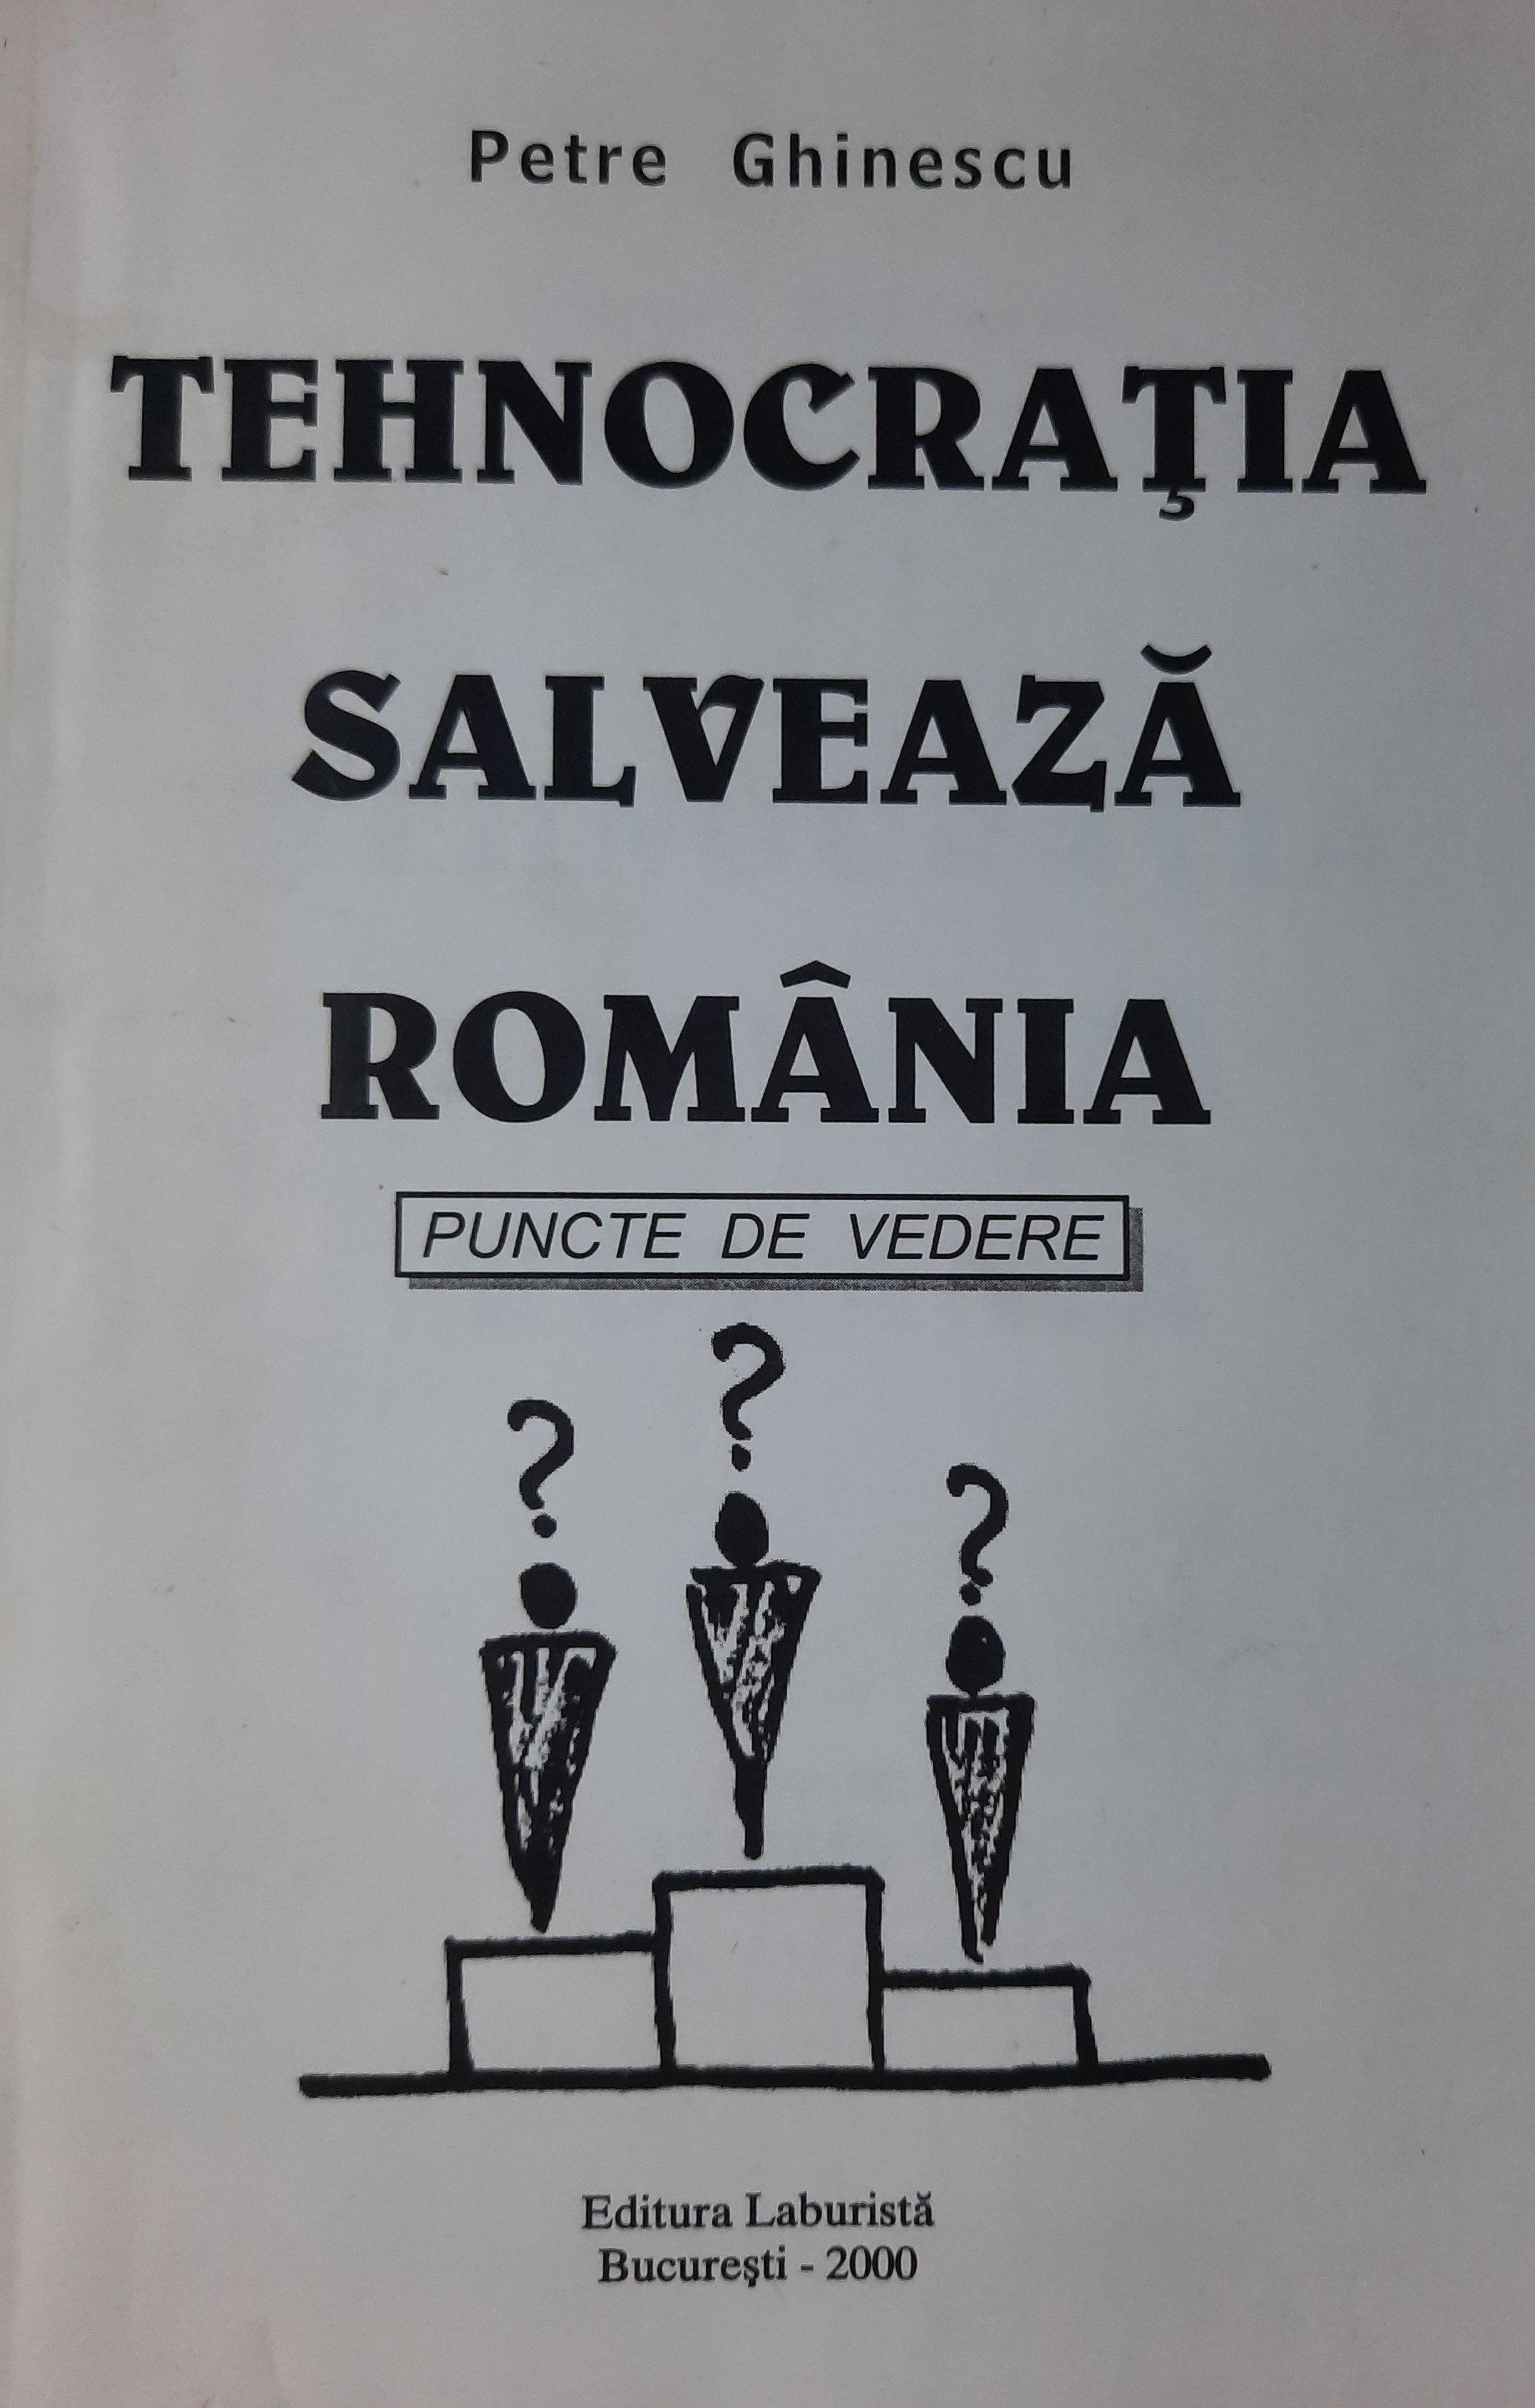 Petre Ghinescu
TEHNOCRAŢIA
SALVEAZĂ
ROMÂNIA
PUNCTE DE VEDERE
? ? ?
Editura Laburistă
Bucureşti - 2000